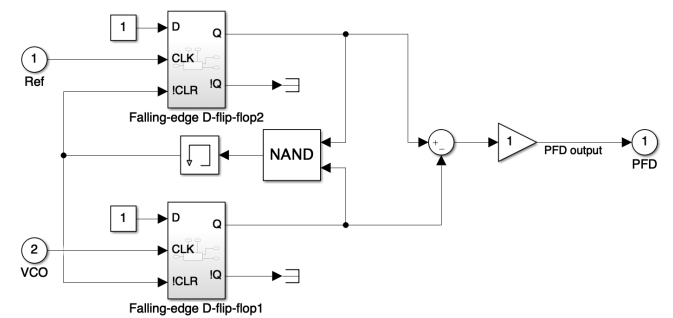 1
D
Q
1
CLK
Ref
!CLR
!Q
Falling-edge D-flip-flop2
NAND
+
−
1
PFD output
1
PFD
1
D
Q
2
CLK
VCO
!CLR
!Q
Falling-edge D-flip-flop1